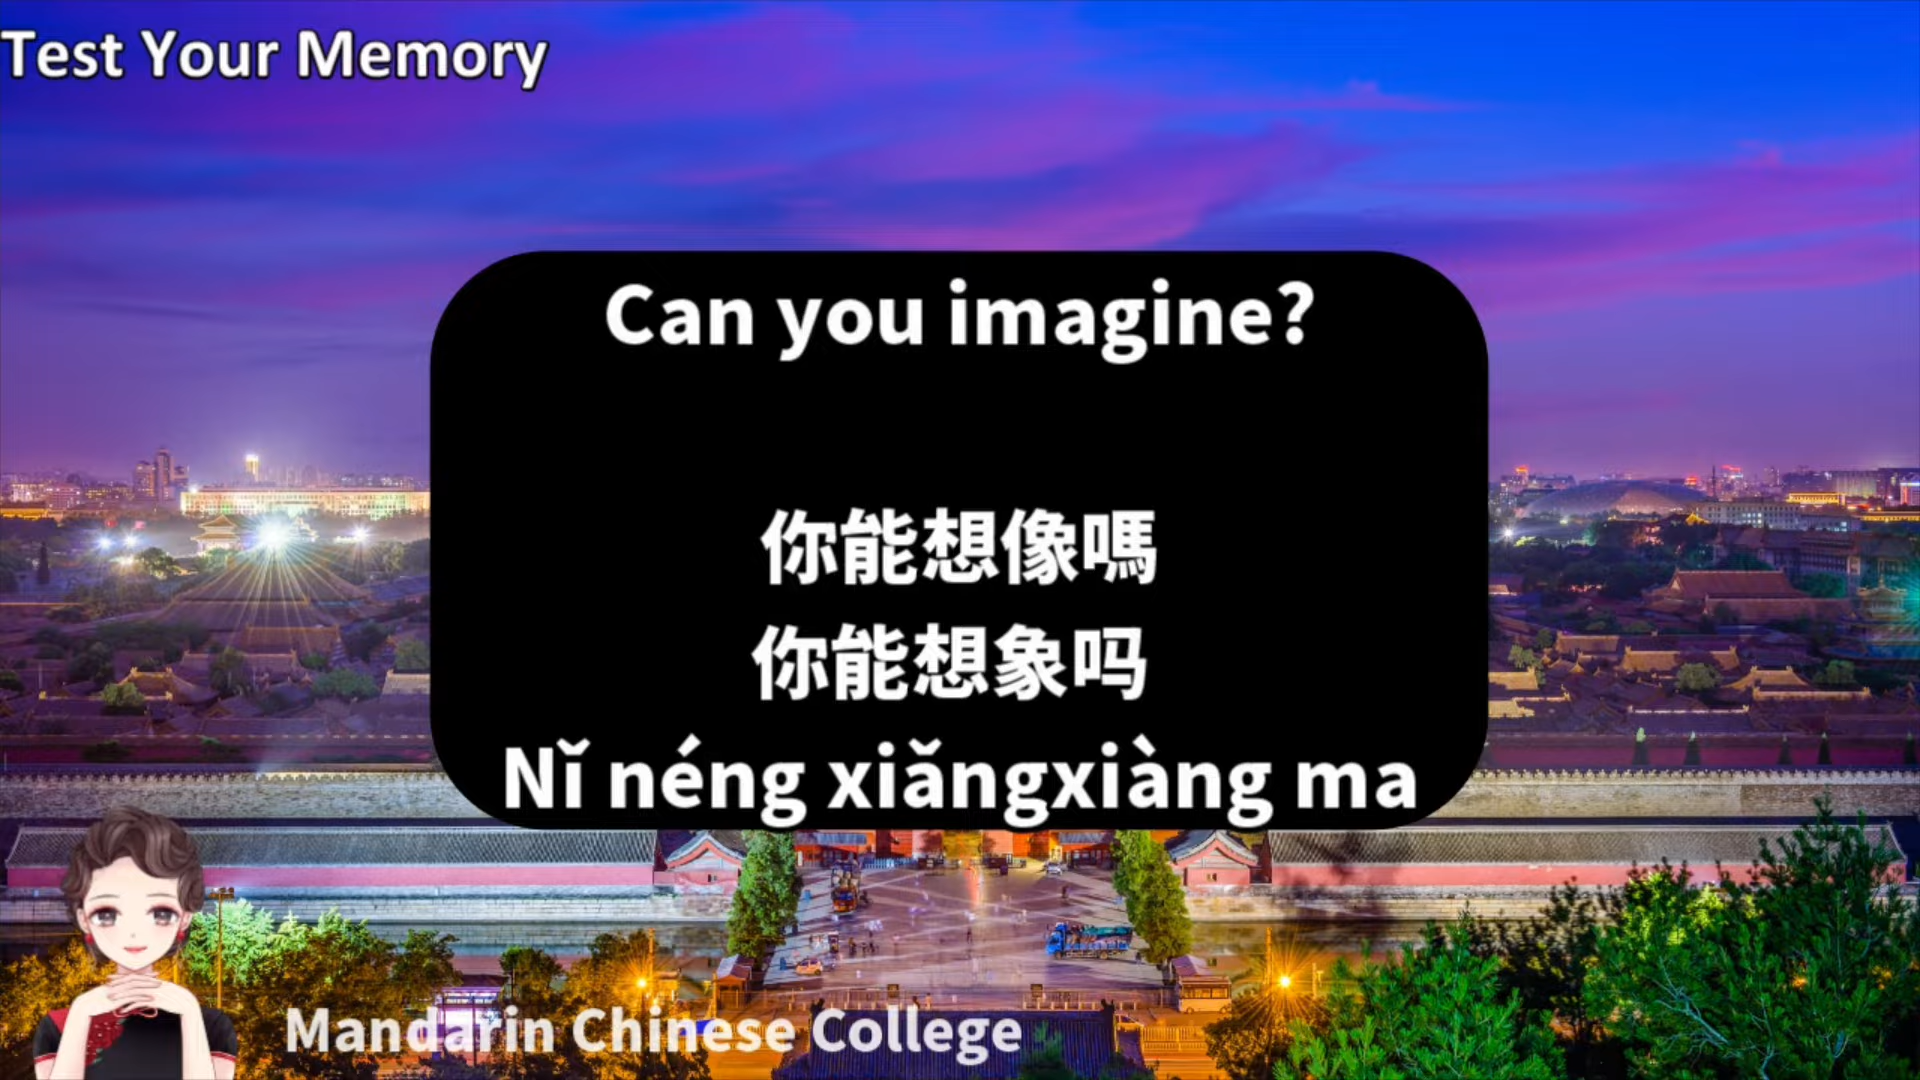 Test Your Memory
Can you imagine?
你能想像嗎
你能想象吗
Nǐ néng xiǎngxiàng ma
Mandarin Chinese College